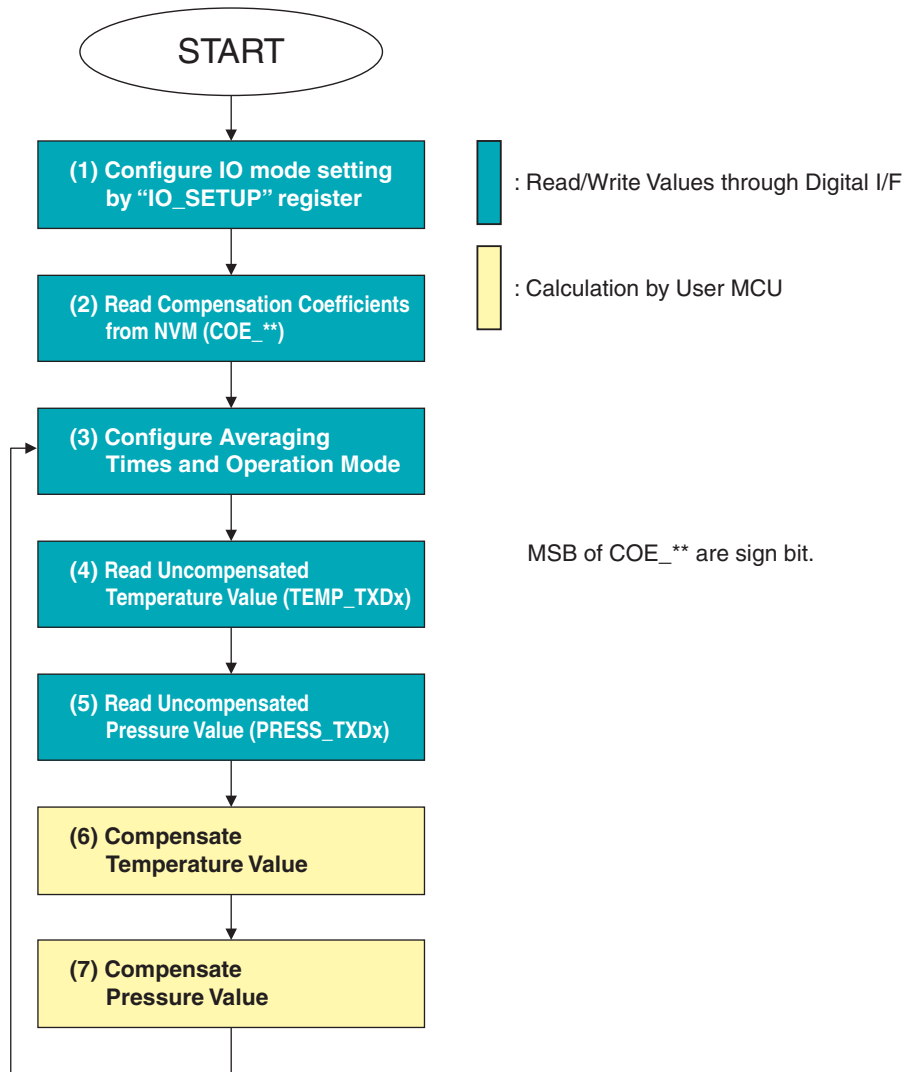 START
(1) Configure IO mode setting
by “IO_SETUP” register
: Read/Write Values through Digital I/F
: Calculation by User MCU
(2) Read Compensation Coefficients
from NVM (COE_**)
(3) Configure Averaging
Times and Operation Mode
MSB of COE_** are sign bit.
(4) Read Uncompensated
Temperature Value (TEMP_TXDx)
(5) Read Uncompensated
Pressure Value (PRESS_TXDx)
(6) Compensate
Temperature Value
(7) Compensate
Pressure Value